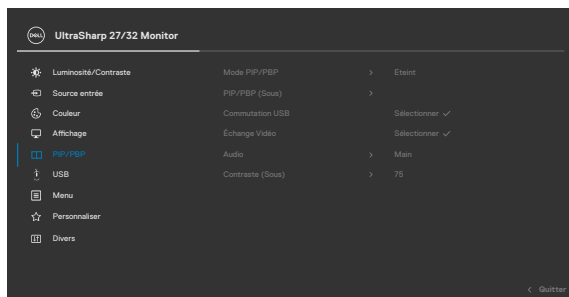 DELL UltraSharp 27/32 Monitor
Luminosité/Contraste Mode PIP/PBP > Eteint
Source entrée PIP/PBP (Sous) >
Couleur Commutation USB Sélectionner ✓
Affichage Échange Vidéo Sélectionner ✓
PIP/PBP Audio > Main
USB Contraste (Sous) > 75
Menu
Personnaliser
Divers
< Quitter